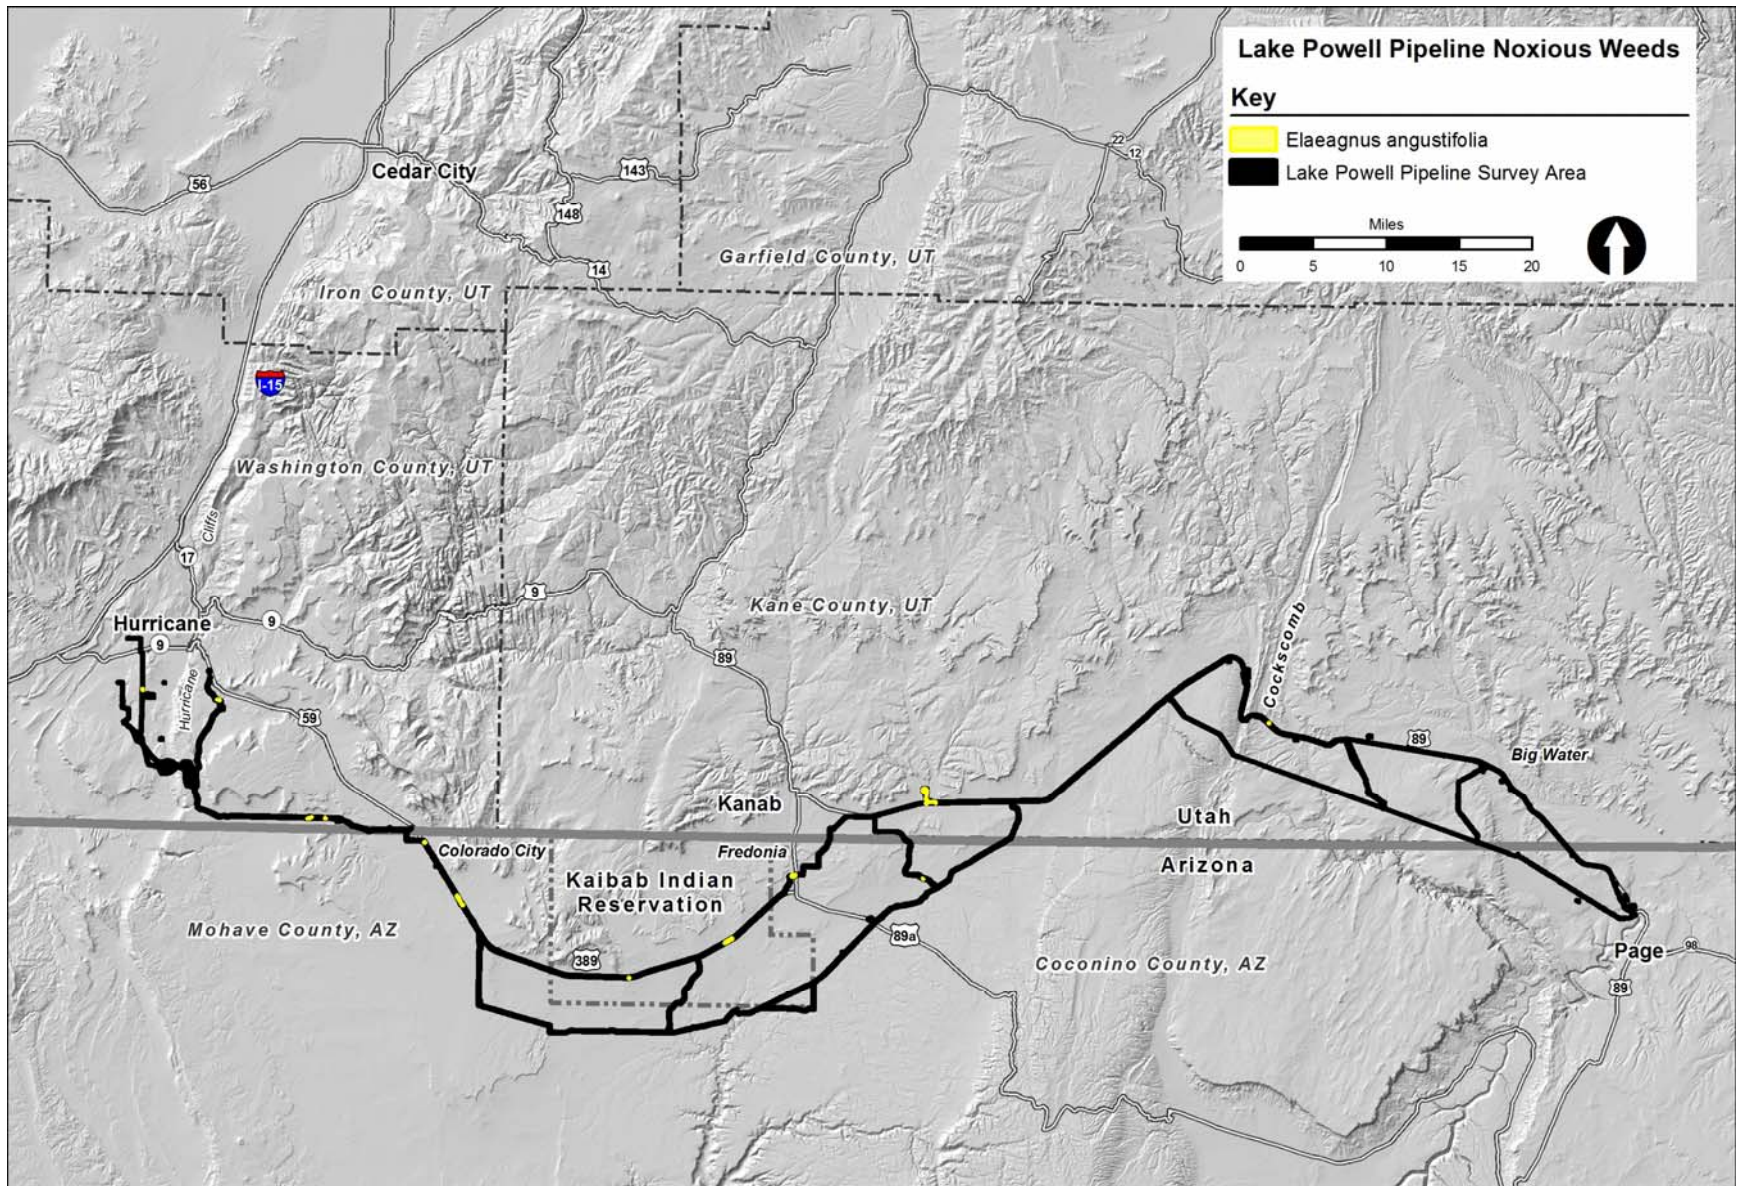 Lake Powell Pipeline Noxious Weeds
Key
Elaeagnus angustifolia
Lake Powell Pipeline Survey Area
Miles
0 5 10 15 20
22
12
56
Cedar City
143
148
14
Garfield County, UT
Iron County, UT
I-15
Washington County, UT
Cliffs
17
9
9
Hurricane
9
Kane County, UT
89
Cockscomb
Hurricane
59
89
Big Water
Kanab
Utah
Colorado City
Fredonia
Arizona
Kaibab Indian
Reservation
Mohave County, AZ
89a
389
Coconino County, AZ
Page
98
89